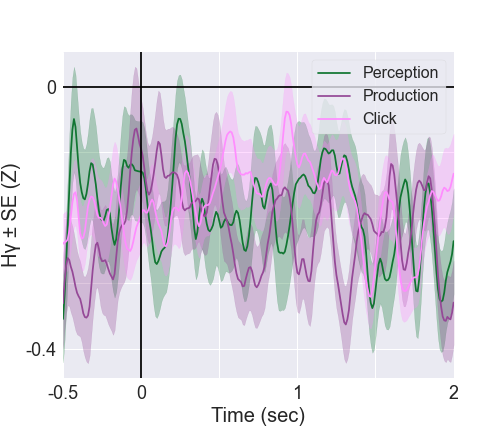 Perception
Production
Click
Hγ ± SE (Z)
0
-0.4
-0.5 0 1 2
Time (sec)